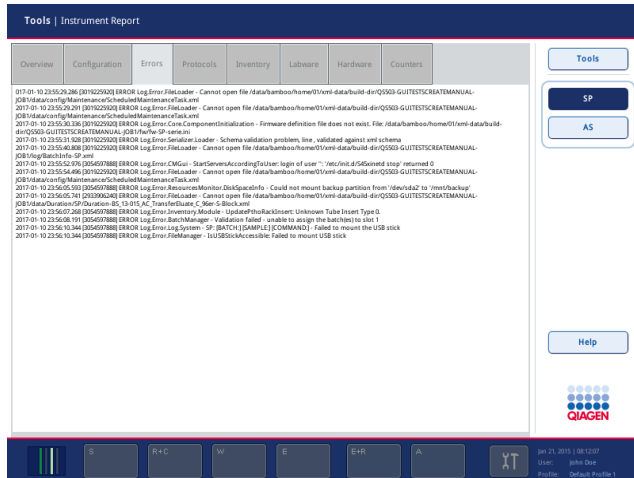 Tools | Instrument Report
Overview
Configuration
Errors
Protocols
Inventory
Labware
Hardware
Counters
017-01-10 23:55:29.286 [3019225920] ERROR Log.Error.FileLoader - Cannot open file /data/bamboo/home/01/xml-data/build-dir/QS503-GUITESTSCREATEMANUAL-
JOB1/data/config/Maintenance/ScheduledMaintenanceTask.xml
2017-01-10 23:55:29.291 [3019225920] ERROR Log.Error.FileLoader - Cannot open file /data/bamboo/home/01/xml-data/build-dir/QS503-GUITESTSCREATEMANUAL-
JOB1/data/config/Maintenance/ScheduledMaintenanceTask.xml
2017-01-10 23:55:30.336 [3019225920] ERROR Log.Error.Core.ComponentInitialization - Firmware definition file does not exist. File: /data/bamboo/home/01/xml-data/build-
dir/QS503-GUITESTSCREATEMANUAL-JOB1/fw/fw-SP-serie.ini
2017-01-10 23:55:31.928 [3019225920] ERROR Log.Error.Serializer.Loader - Schema validation problem, line , validated against xml schema
2017-01-10 23:55:40.808 [3019225920] ERROR Log.Error.FileLoader - Cannot open file /data/bamboo/home/01/xml-data/build-dir/QS503-GUITESTSCREATEMANUAL-
JOB1/log/BatchInfo-SP.xml
2017-01-10 23:55:52.976 [3054597888] ERROR Log.Error.CMGui - StartServersAccordingToUser: login of user '': '/etc/init.d/S45xinetd stop' returned 0
2017-01-10 23:55:54.496 [3054597888] ERROR Log.Error.FileLoader - Cannot open file /data/bamboo/home/01/xml-data/build-dir/QS503-GUITESTSCREATEMANUAL-
2017-01-10 23:56:05.593 [3054597888] ERROR Log.Error.ResourcesMonitor.DiskSpaceInfo - Could not mount backup partition from '/dev/sda2' to '/mnt/backup'
2017-01-10 23:56:05.741 [2933906240] ERROR Log.Error.FileLoader - Cannot open file /data/bamboo/home/01/xml-data/build-dir/QS503-GUITESTSCREATEMANUAL-
JOB1/data/Duration/SP/Duration-BS_13-015_AC_TransferEluate_C_96er-S-Block.xml
2017-01-10 23:56:07.268 [3054597888] ERROR Log.Error.Inventory.Module - UpdatePthoRackInsert: Unknown Tube Insert Type 0.
2017-01-10 23:56:08.191 [3054597888] ERROR Log.Error.BatchManager - Validation failed - unable to assign the batch(es) to slot 1
2017-01-10 23:56:10.344 [3054597888] ERROR Log.Error.Log.System - SP: [BATCH:] [SAMPLE:] [COMMAND:] - Failed to mount the USB stick
2017-01-10 23:56:10.344 [3054597888] ERROR Log.Error.FileManager - IsUSBStickAccessible: Failed to mount USB stick
Tools
SP
AS
Help
QIAGEN
S
R+C
W
E
E+R
A
Jan 21, 2015 | 08:12:07
User: John Doe
Profile: Default Profile 1